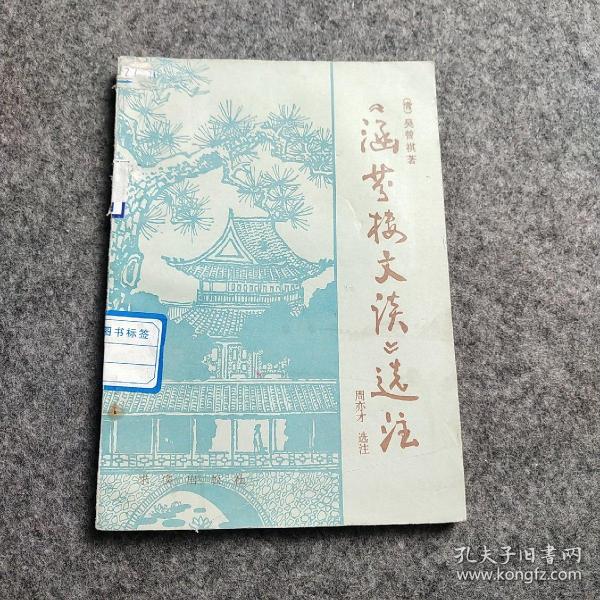 (清)吴曾祺著
《涵芬楼文谈》选注
周亦才 选注
图书标签
孔夫子旧书网
www.kongfz.com